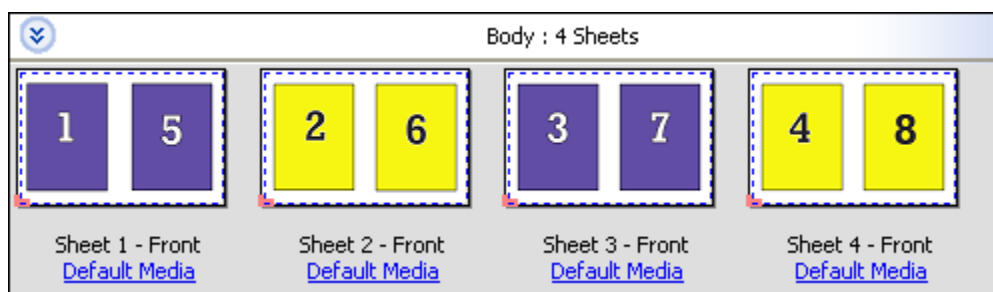 Body : 4 Sheets
1 5 2 6 3 7 4 8
Sheet 1 - Front Sheet 2 - Front Sheet 3 - Front Sheet 4 - Front
Default Media Default Media Default Media Default Media